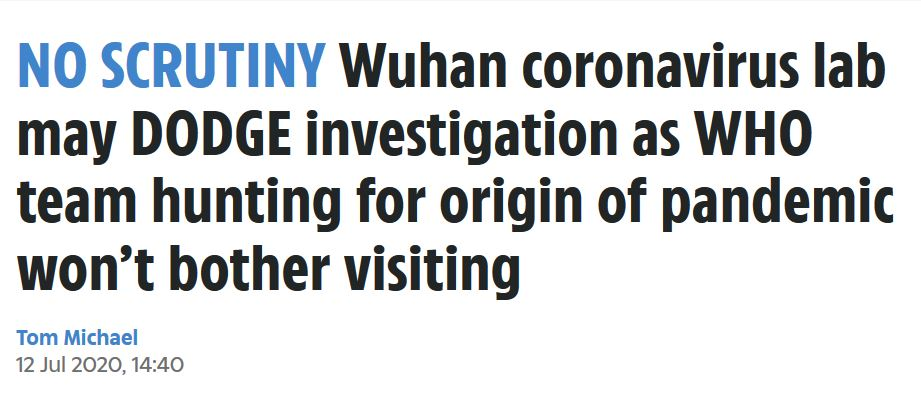 NO SCRUTINY Wuhan coronavirus lab
may DODGE investigation as WHO
team hunting for origin of pandemic
won’t bother visiting
Tom Michael
12 Jul 2020, 14:40